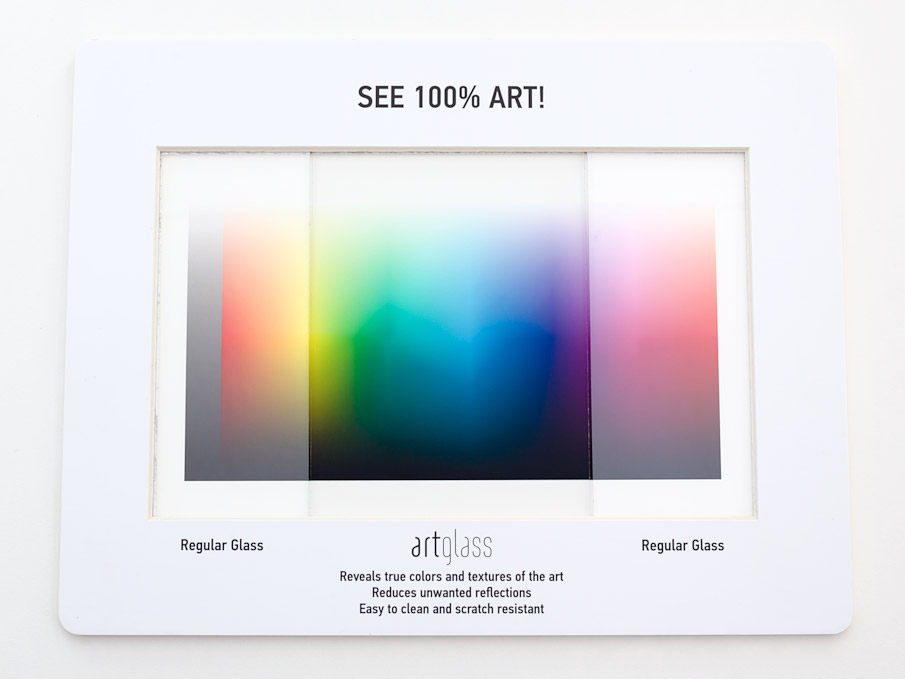 SEE 100% ART!
Regular Glass
artglass
Regular Glass
Reveals true colors and textures of the art
Reduces unwanted reflections
Easy to clean and scratch resistant